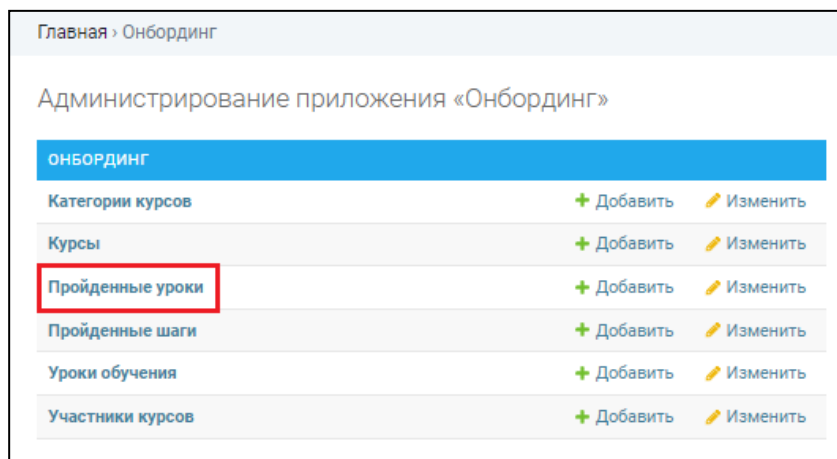 Главная › Онбординг
Администрирование приложения «Онбординг»
ОНБОРДИНГ
Категории курсов Добавить Изменить
Курсы Добавить Изменить
Пройденные уроки Добавить Изменить
Пройденные шаги Добавить Изменить
Уроки обучения Добавить Изменить
Участники курсов Добавить Изменить